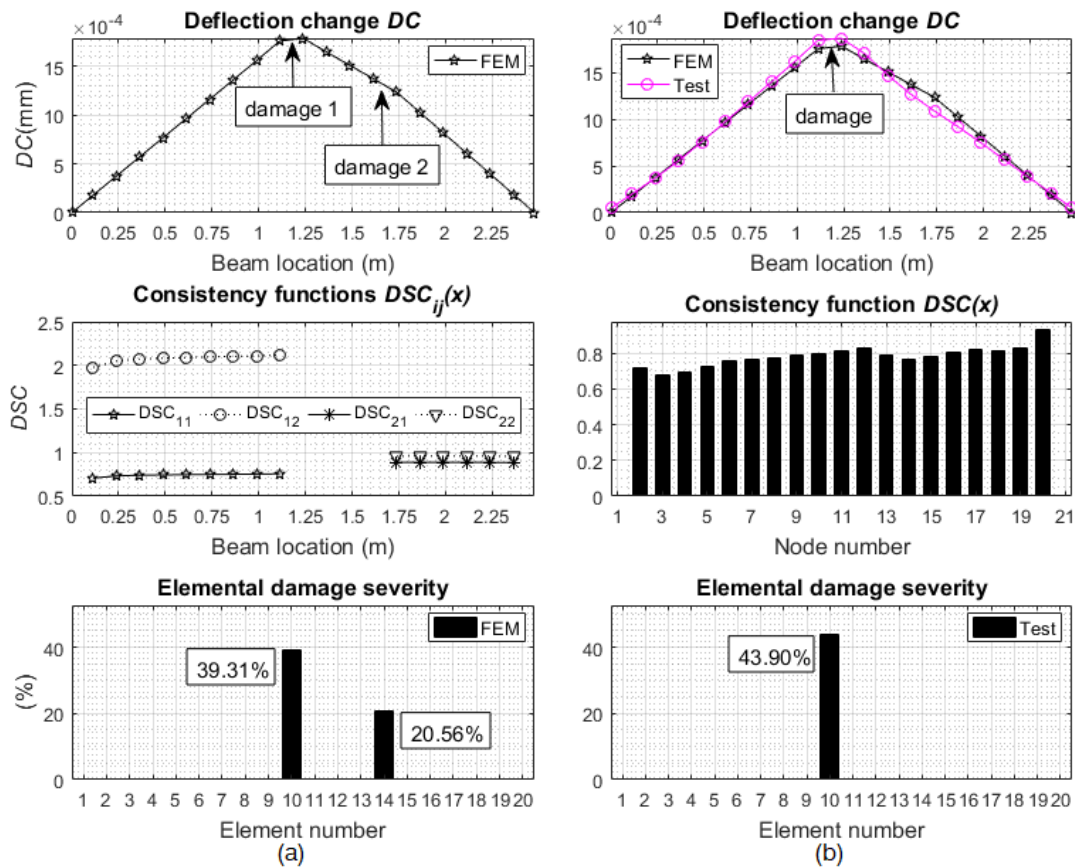 Deflection change DC
×10⁻⁴
15
10
5
0
DC(mm)
FEM
damage 1
damage 2
0 0.25 0.5 0.75 1 1.25 1.5 1.75 2 2.25
Beam location (m)
Deflection change DC
×10⁻⁴
15
10
5
0
FEM
Test
damage
0 0.25 0.5 0.75 1 1.25 1.5 1.75 2 2.25
Beam location (m)
Consistency functions DSC_ij(x)
2.5
2
1.5
1
0.5
DSC
DSC₁₁ DSC₁₂ DSC₂₁ DSC₂₂
0 0.25 0.5 0.75 1 1.25 1.5 1.75 2 2.25
Beam location (m)
Consistency function DSC(x)
0.8
0.6
0.4
0.2
0
1 3 5 7 9 11 13 15 17 19 21
Node number
Elemental damage severity
40
20
0
(%)
FEM
39.31%
20.56%
1 2 3 4 5 6 7 8 9 10 11 12 13 14 15 16 17 18 19 20
Element number
(a)
Elemental damage severity
40
20
0
Test
43.90%
1 2 3 4 5 6 7 8 9 10 11 12 13 14 15 16 17 18 19 20
Element number
(b)